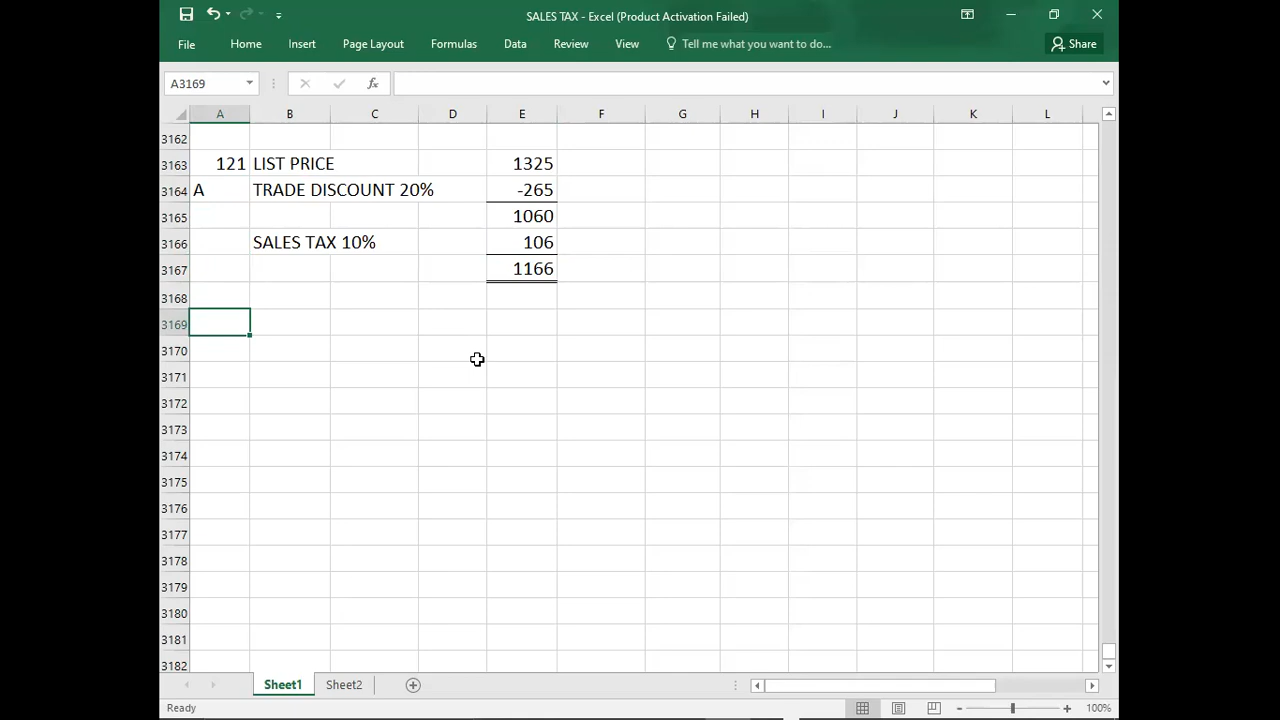 SALES TAX - Excel (Product Activation Failed)
File Home Insert Page Layout Formulas Data Review View Tell me what you want to do... Share
A3169 fx
A B C D E F G H I J K L
3162
3163 121 LIST PRICE 1325
3164 A TRADE DISCOUNT 20% -265
3165 1060
3166 SALES TAX 10% 106
3167 1166
3168
3169
3170
3171
3172
3173
3174
3175
3176
3177
3178
3179
3180
3181
3182
Sheet1 Sheet2
Ready 100%